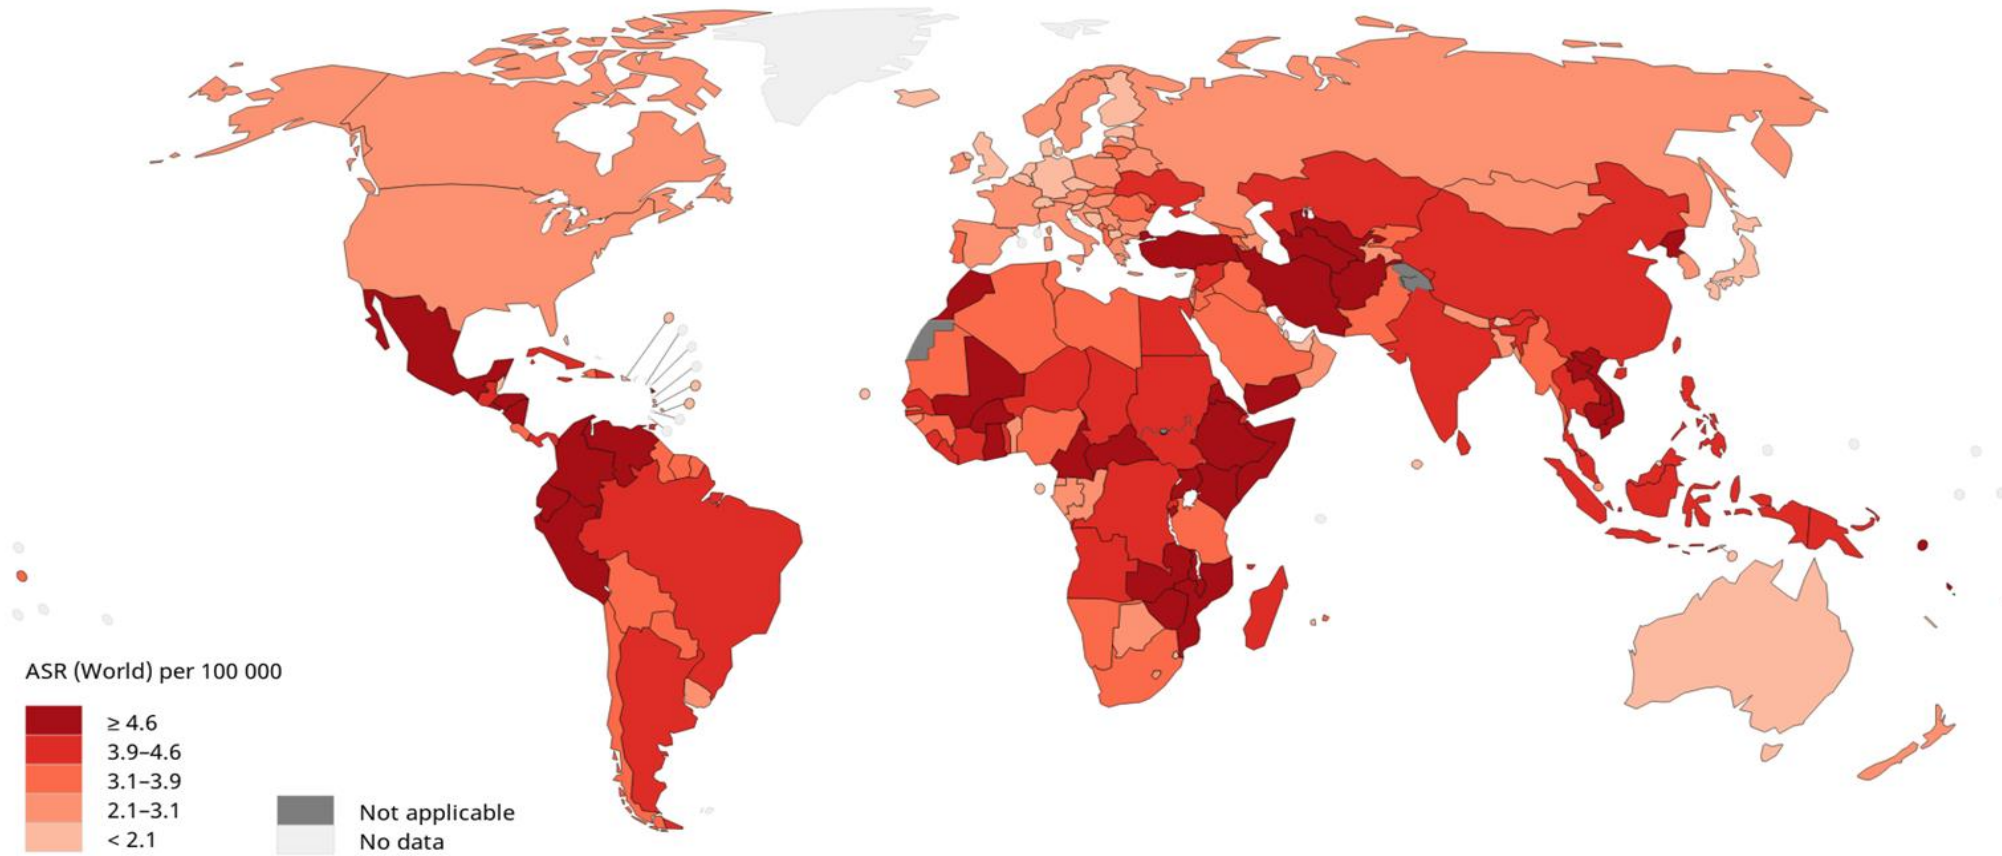 ASR (World) per 100 000
≥ 4.6
3.9–4.6
3.1–3.9
2.1–3.1
< 2.1
Not applicable
No data